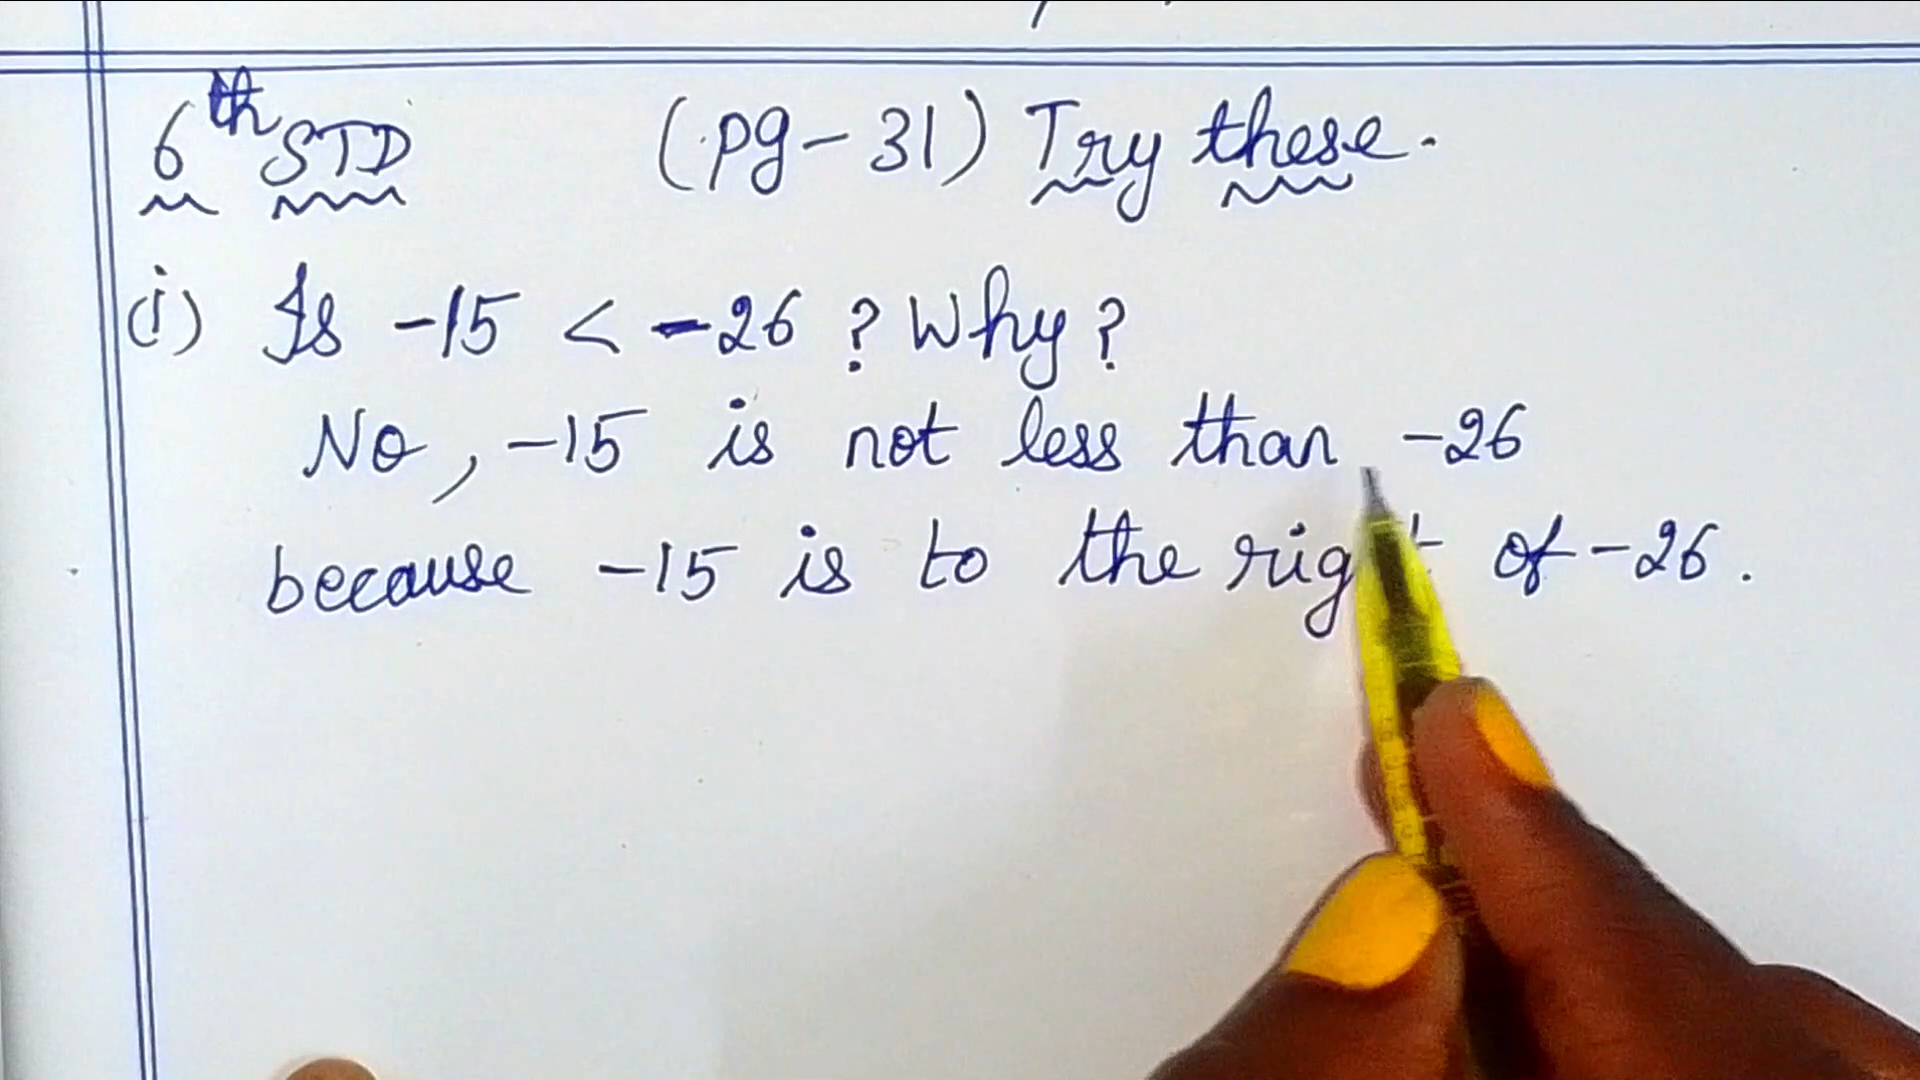 6th STD (pg-31) Try these.
(i) Is -15 < -26 ? Why?
No, -15 is not less than -26
because -15 is to the right of -26.